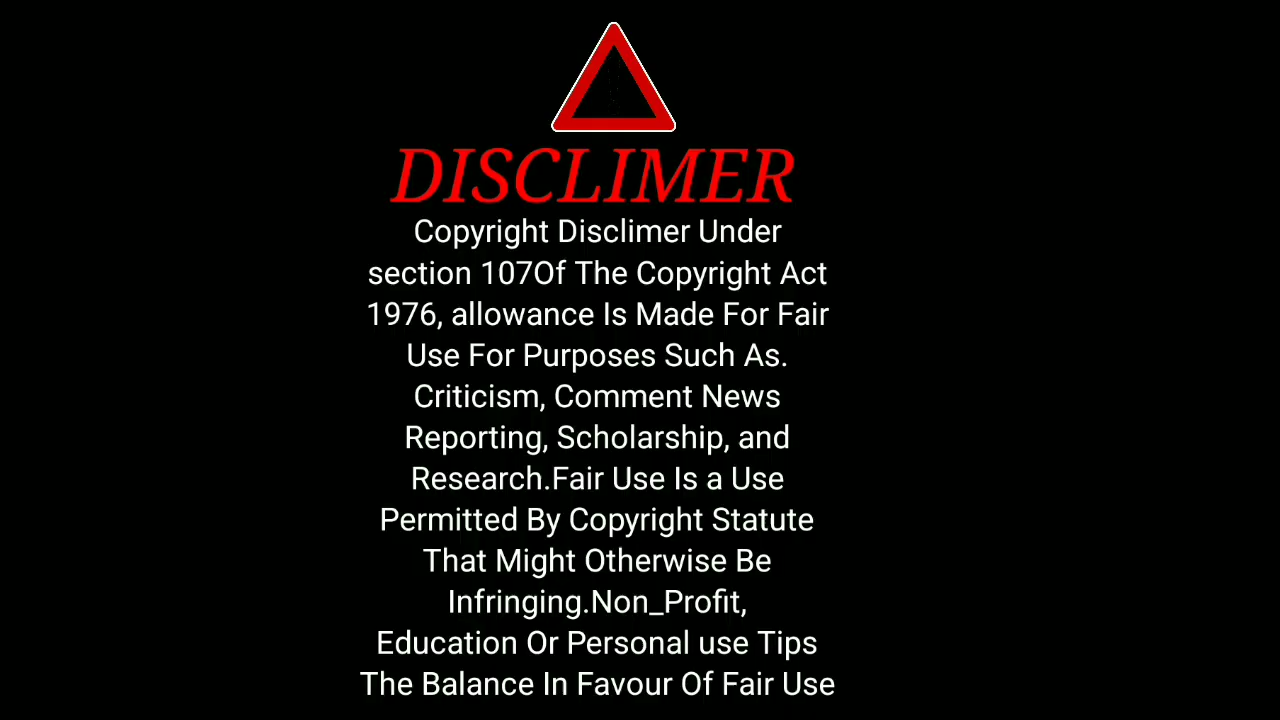 DISCLIMER
Copyright Disclimer Under
section 107Of The Copyright Act
1976, allowance Is Made For Fair
Use For Purposes Such As.
Criticism, Comment News
Reporting, Scholarship, and
Research.Fair Use Is a Use
Permitted By Copyright Statute
That Might Otherwise Be
Infringing.Non_Profit,
Education Or Personal use Tips
The Balance In Favour Of Fair Use